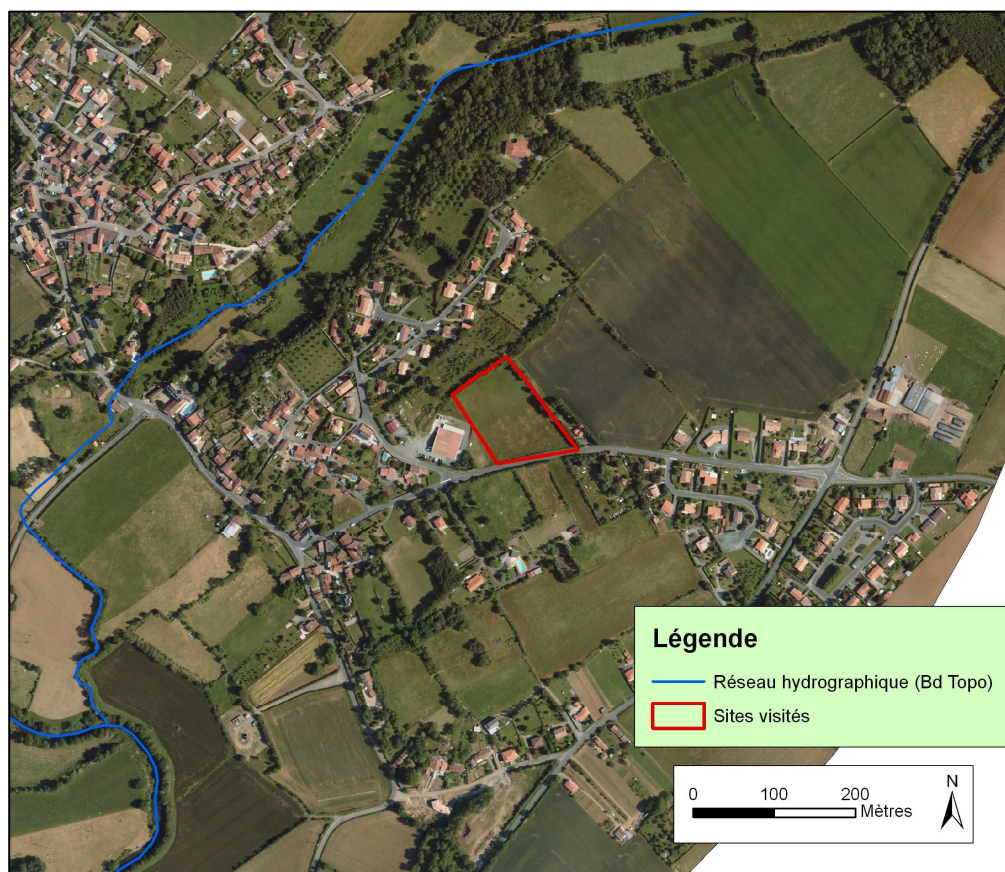 Légende
Réseau hydrographique (Bd Topo)
Sites visités
N
0 100 200
Mètres